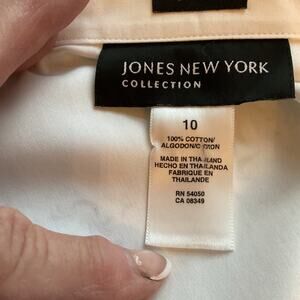 JONES NEW YORK
COLLECTION
10
100% COTTON/
ALGODON/COTON
MADE IN THAILAND
HECHO EN THAILANDA
FABRIQUE EN
THAILANDE
RN 54050
CA 08349